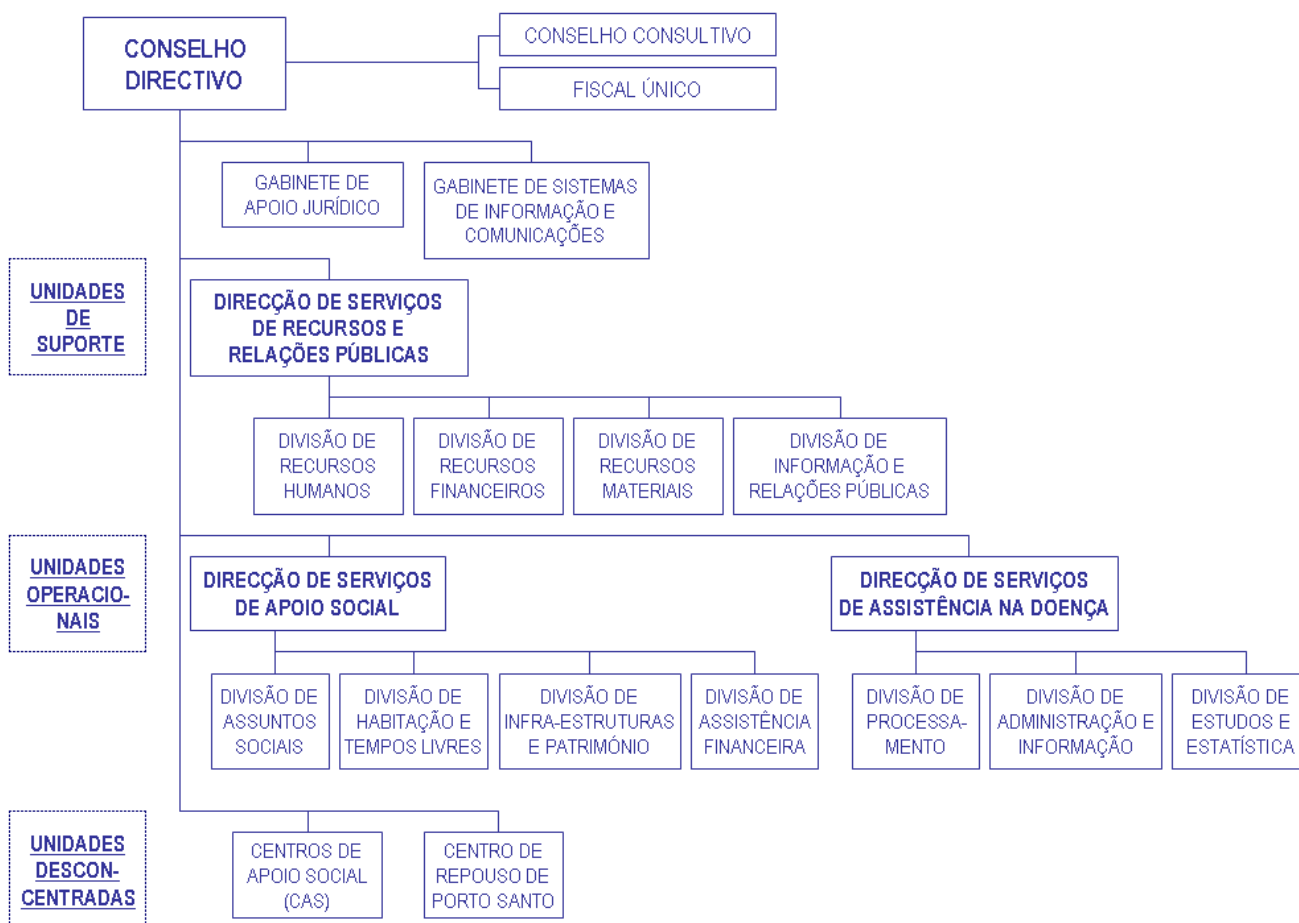 CONSELHO
DIRECTIVO
CONSELHO CONSULTIVO
FISCAL ÚNICO
GABINETE DE
APOIO JURÍDICO
GABINETE DE SISTEMAS
DE INFORMAÇÃO E
COMUNICAÇÕES
UNIDADES
DE
SUPORTE
DIRECÇÃO DE SERVIÇOS
DE RECURSOS E
RELAÇÕES PÚBLICAS
DIVISÃO DE
RECURSOS
HUMANOS
DIVISÃO DE
RECURSOS
FINANCEIROS
DIVISÃO DE
RECURSOS
MATERIAIS
DIVISÃO DE
INFORMAÇÃO E
RELAÇÕES PÚBLICAS
UNIDADES
OPERACIO-
NAIS
DIRECÇÃO DE SERVIÇOS
DE APOIO SOCIAL
DIRECÇÃO DE SERVIÇOS
DE ASSISTÊNCIA NA DOENÇA
DIVISÃO DE
ASSUNTOS
SOCIAIS
DIVISÃO DE
HABITAÇÃO E
TEMPOS LIVRES
DIVISÃO DE
INFRA-ESTRUTURAS
E PATRIMÓNIO
DIVISÃO DE
ASSISTÊNCIA
FINANCEIRA
DIVISÃO DE
PROCESSA-
MENTO
DIVISÃO DE
ADMINISTRAÇÃO E
INFORMAÇÃO
DIVISÃO DE
ESTUDOS E
ESTATÍSTICA
UNIDADES
DESCON-
CENTRADAS
CENTROS DE
APOIO SOCIAL
(CAS)
CENTRO DE
REPOUSO DE
PORTO SANTO